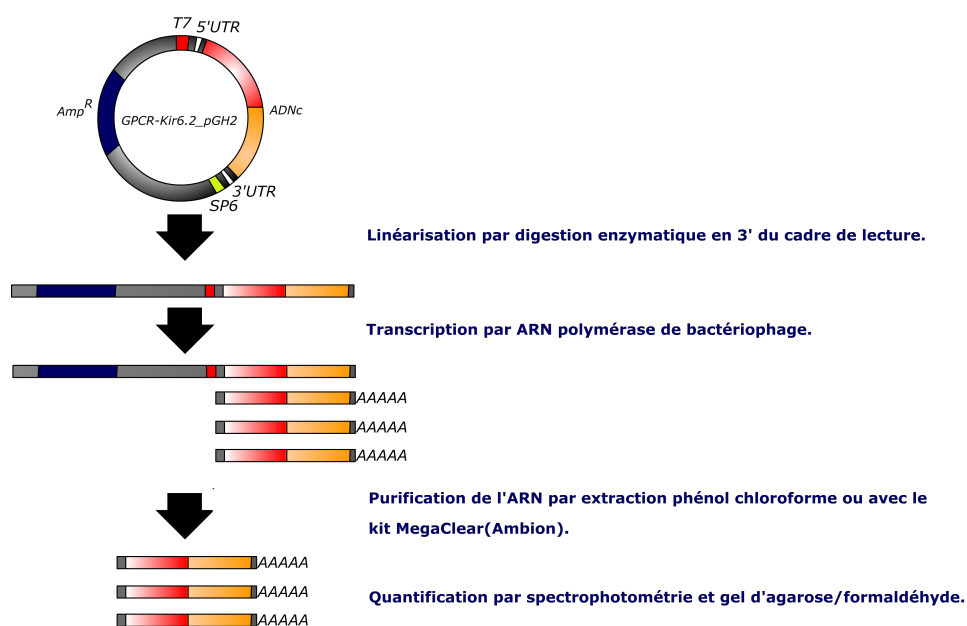 T7 5'UTR
Amp^R
GPCR-Kir6.2_pGH2
ADNc
3'UTR
SP6
Linéarisation par digestion enzymatique en 3' du cadre de lecture.
Transcription par ARN polymérase de bactériophage.
AAAAA
AAAAA
AAAAA
Purification de l'ARN par extraction phénol chloroforme ou avec le
kit MegaClear(Ambion).
AAAAA
AAAAA
Quantification par spectrophotométrie et gel d'agarose/formaldéhyde.
AAAAA